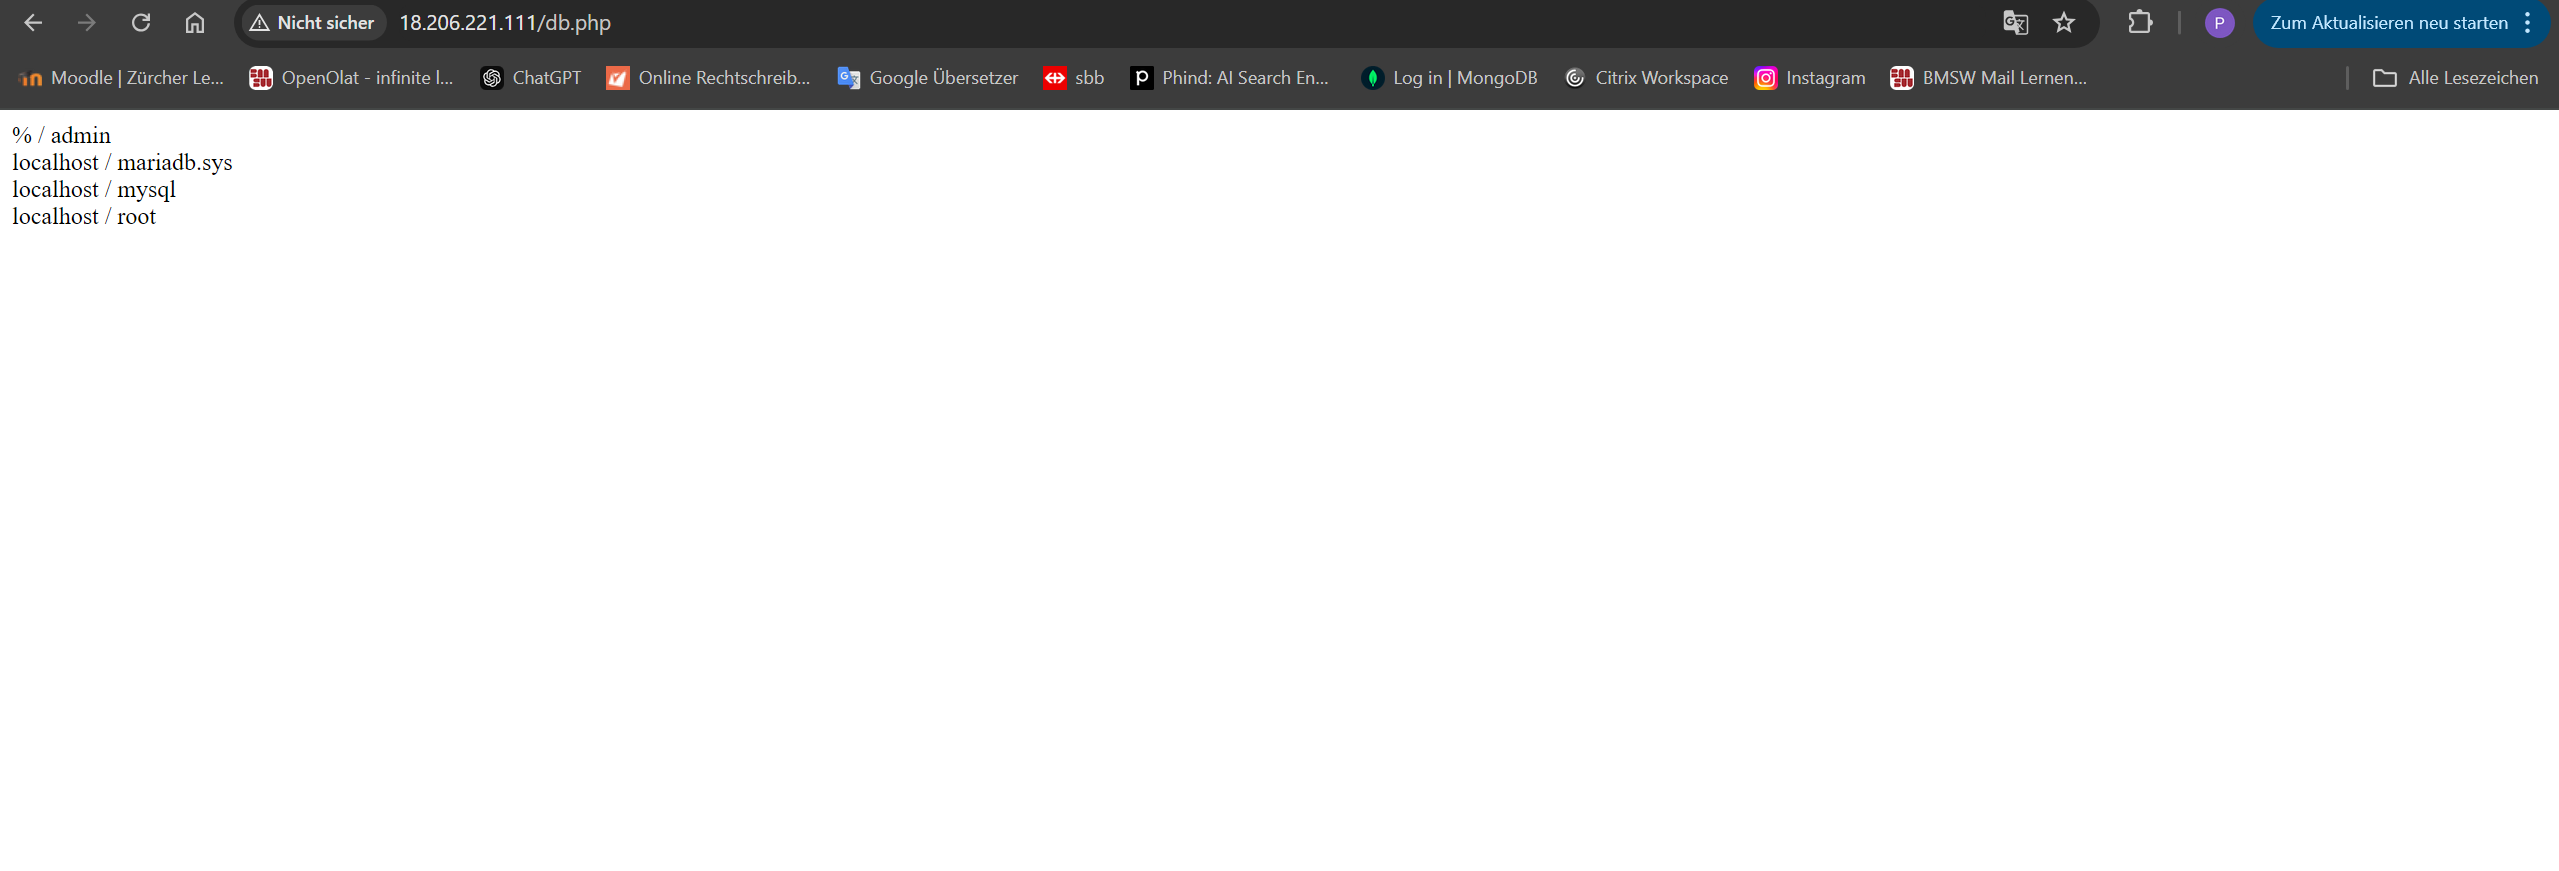 Nicht sicher 18.206.221.111/db.php P Zum Aktualisieren neu starten
Moodle | Zürcher Le... OpenOlat - infinite l... ChatGPT Online Rechtschreib... Google Übersetzer sbb Phind: AI Search En... Log in | MongoDB Citrix Workspace Instagram BMSW Mail Lernen... Alle Lesezeichen
% / admin
localhost / mariadb.sys
localhost / mysql
localhost / root